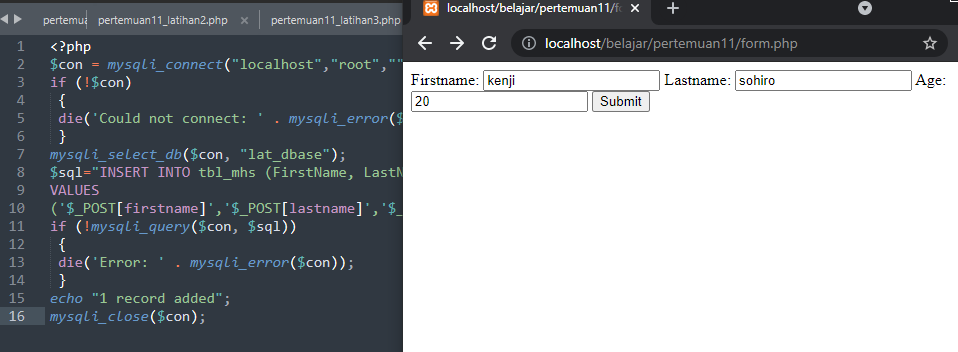 pertemua pertemuan11_latihan2.php × pertemuan11_latihan3.php
1 <?php
2 $con = mysqli_connect("localhost","root",""
3 if (!$con)
4 {
5 die('Could not connect: ' . mysqli_error($
6 }
7 mysqli_select_db($con, "lat_dbase");
8 $sql="INSERT INTO tbl_mhs (FirstName, LastN
9 VALUES
10 ('$_POST[firstname]','$_POST[lastname]','$_
11 if (!mysqli_query($con, $sql))
12 {
13 die('Error: ' . mysqli_error($con));
14 }
15 echo "1 record added";
16 mysqli_close($con);
localhost/belajar/pertemuan11/fo
localhost/belajar/pertemuan11/form.php
Firstname: kenji Lastname: sohiro Age:
20 Submit